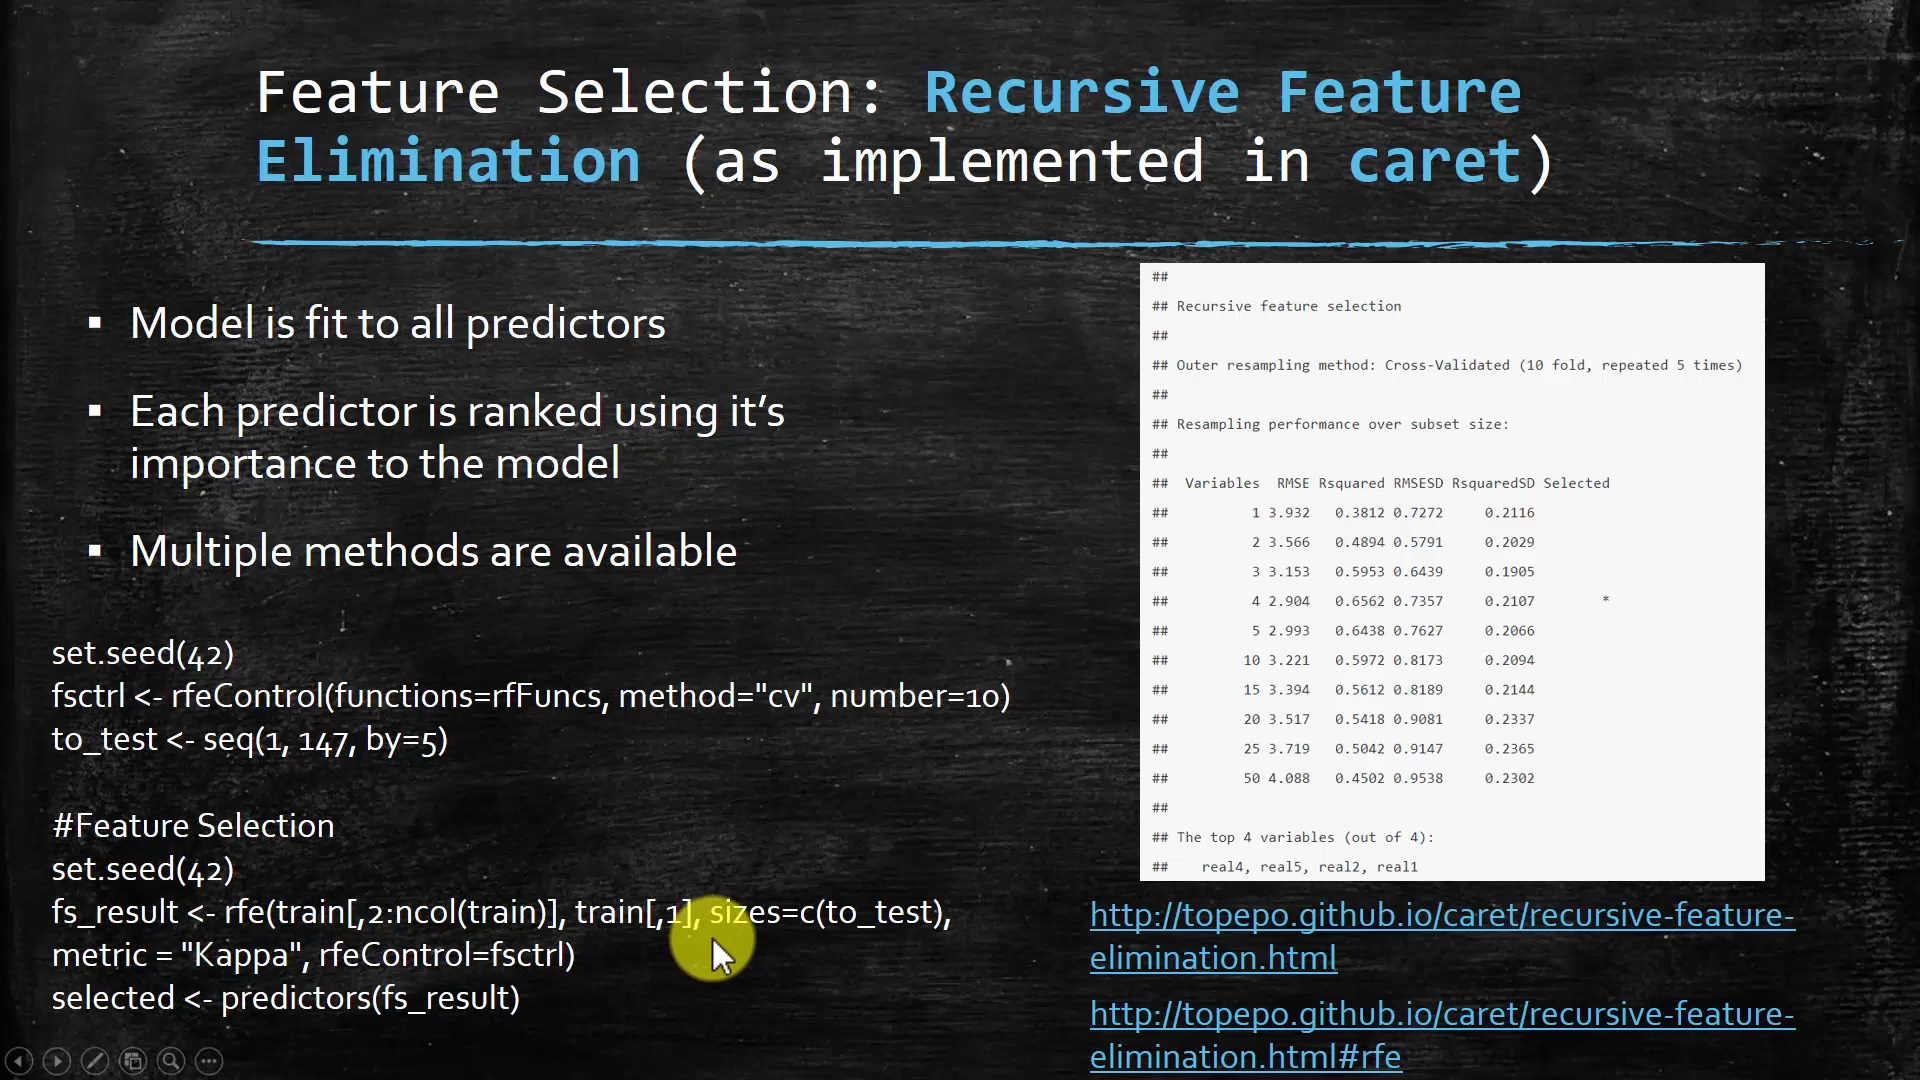 Feature Selection: Recursive Feature
Elimination (as implemented in caret)
▪ Model is fit to all predictors
▪ Each predictor is ranked using it’s
importance to the model
▪ Multiple methods are available
set.seed(42)
fsctrl <- rfeControl(functions=rfFuncs, method="cv", number=10)
to_test <- seq(1, 147, by=5)
#Feature Selection
set.seed(42)
fs_result <- rfe(train[,2:ncol(train)], train[,1], sizes=c(to_test),
metric = "Kappa", rfeControl=fsctrl)
selected <- predictors(fs_result)
##
## Recursive feature selection
##
## Outer resampling method: Cross-Validated (10 fold, repeated 5 times)
##
## Resampling performance over subset size:
##
## Variables RMSE Rsquared RMSESD RsquaredSD Selected
## 1 3.932 0.3812 0.7272 0.2116
## 2 3.566 0.4894 0.5791 0.2029
## 3 3.153 0.5953 0.6439 0.1905
## 4 2.904 0.6562 0.7357 0.2107 *
## 5 2.993 0.6438 0.7627 0.2066
## 10 3.221 0.5972 0.8173 0.2094
## 15 3.394 0.5612 0.8189 0.2144
## 20 3.517 0.5418 0.9081 0.2337
## 25 3.719 0.5042 0.9147 0.2365
## 50 4.088 0.4502 0.9538 0.2302
##
## The top 4 variables (out of 4):
## real4, real5, real2, real1
http://topepo.github.io/caret/recursive-feature-
elimination.html
http://topepo.github.io/caret/recursive-feature-
elimination.html#rfe